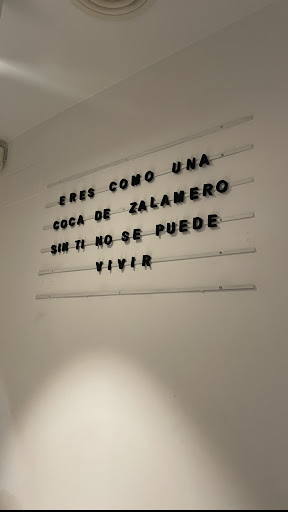 ERES COMO UNA
COCA DE ZALAMERO
SIN TI NO SE PUEDE
VIVIR